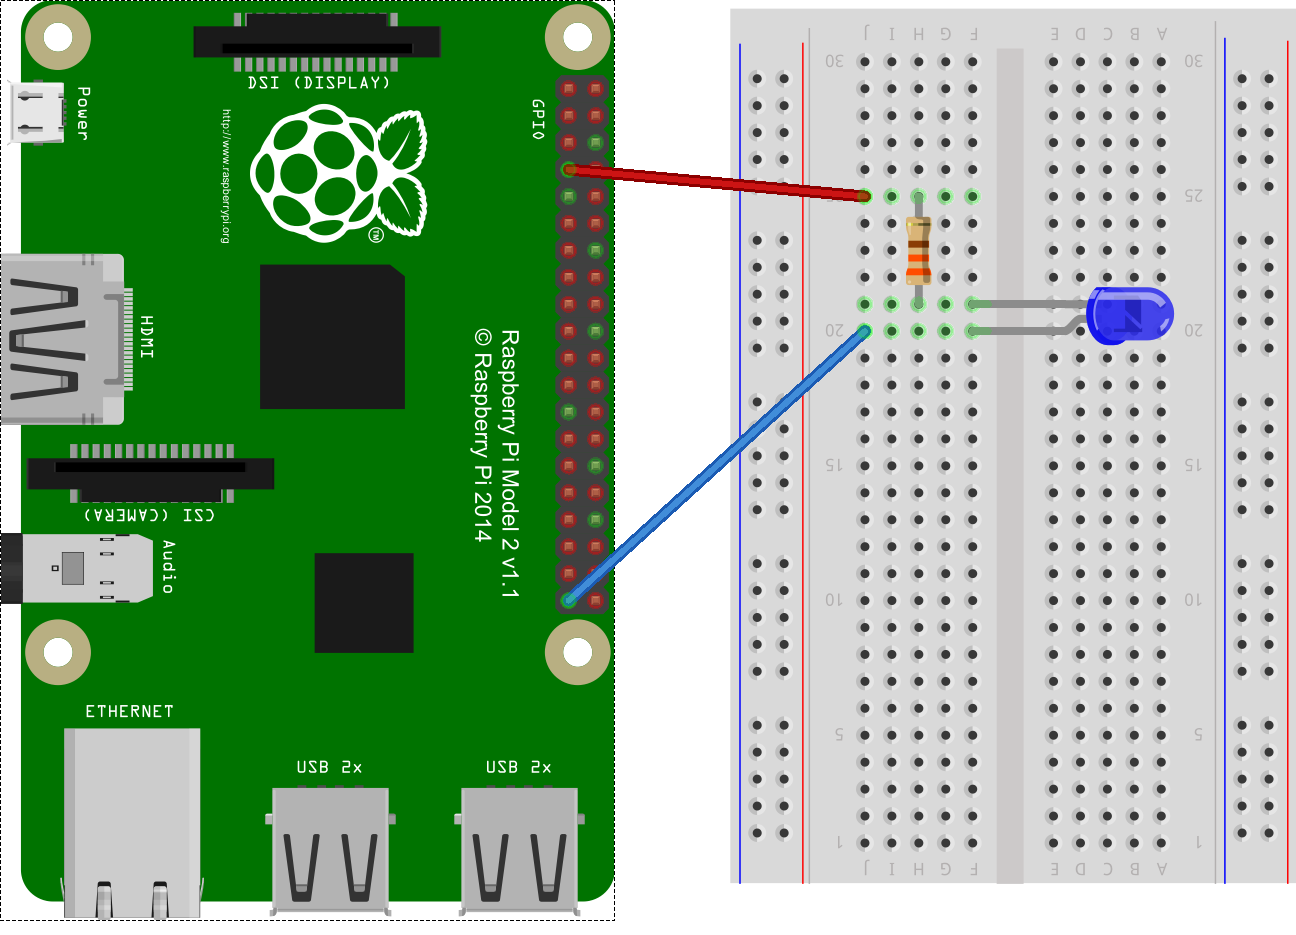 DSI (DISPLAY)
Power
http://www.raspberrypi.org
GPIO
TM
HDMI
Raspberry Pi Model 2 v1.1
© Raspberry Pi 2014
CSI (CAMERA)
Audio
ETHERNET
USB 2x
USB 2x
J I H G F E D C B A
30 30
25 25
20 20
15 15
10 10
5 5
1 1
J I H G F E D C B A